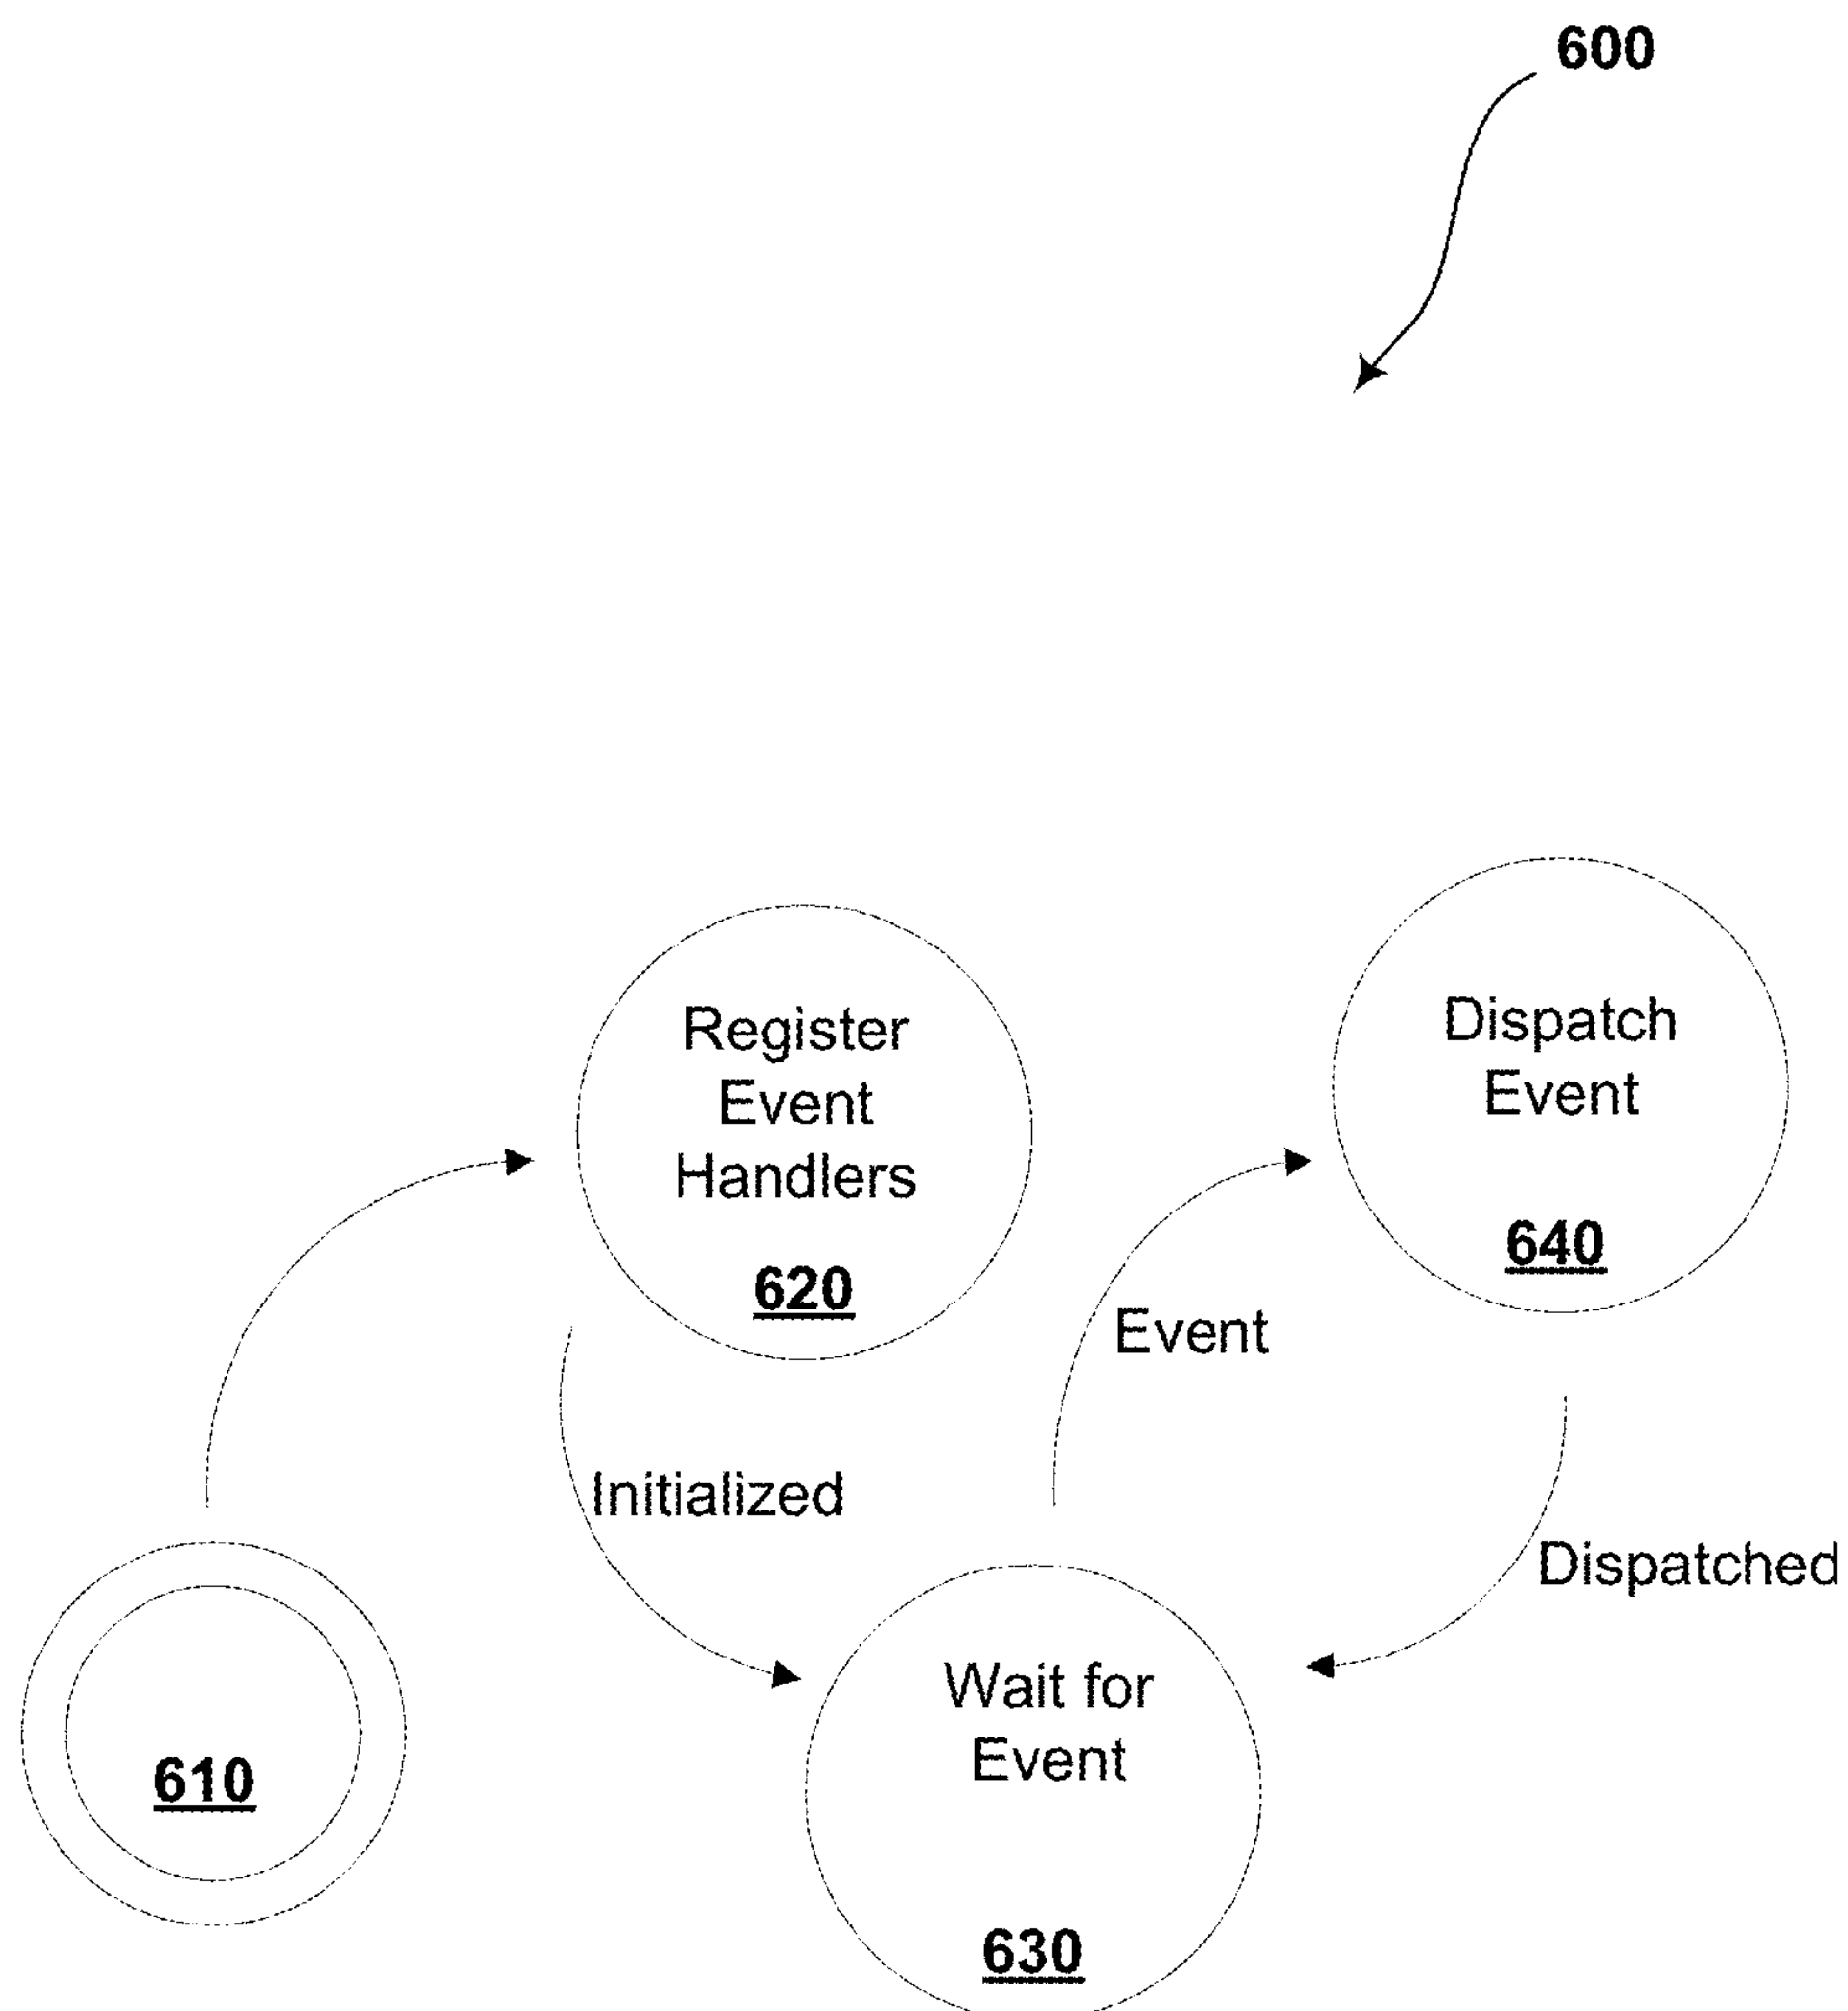 600
Register
Event
Handlers
620
Dispatch
Event
640
Event
Initialized
Dispatched
Wait for
Event
630
610